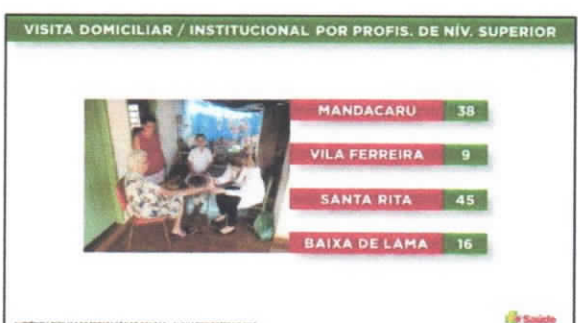 VISITA DOMICILIAR / INSTITUCIONAL POR PROFIS. DE NÍV. SUPERIOR
MANDACARU 38
VILA FERREIRA 9
SANTA RITA 45
BAIXA DE LAMA 16
Saúde